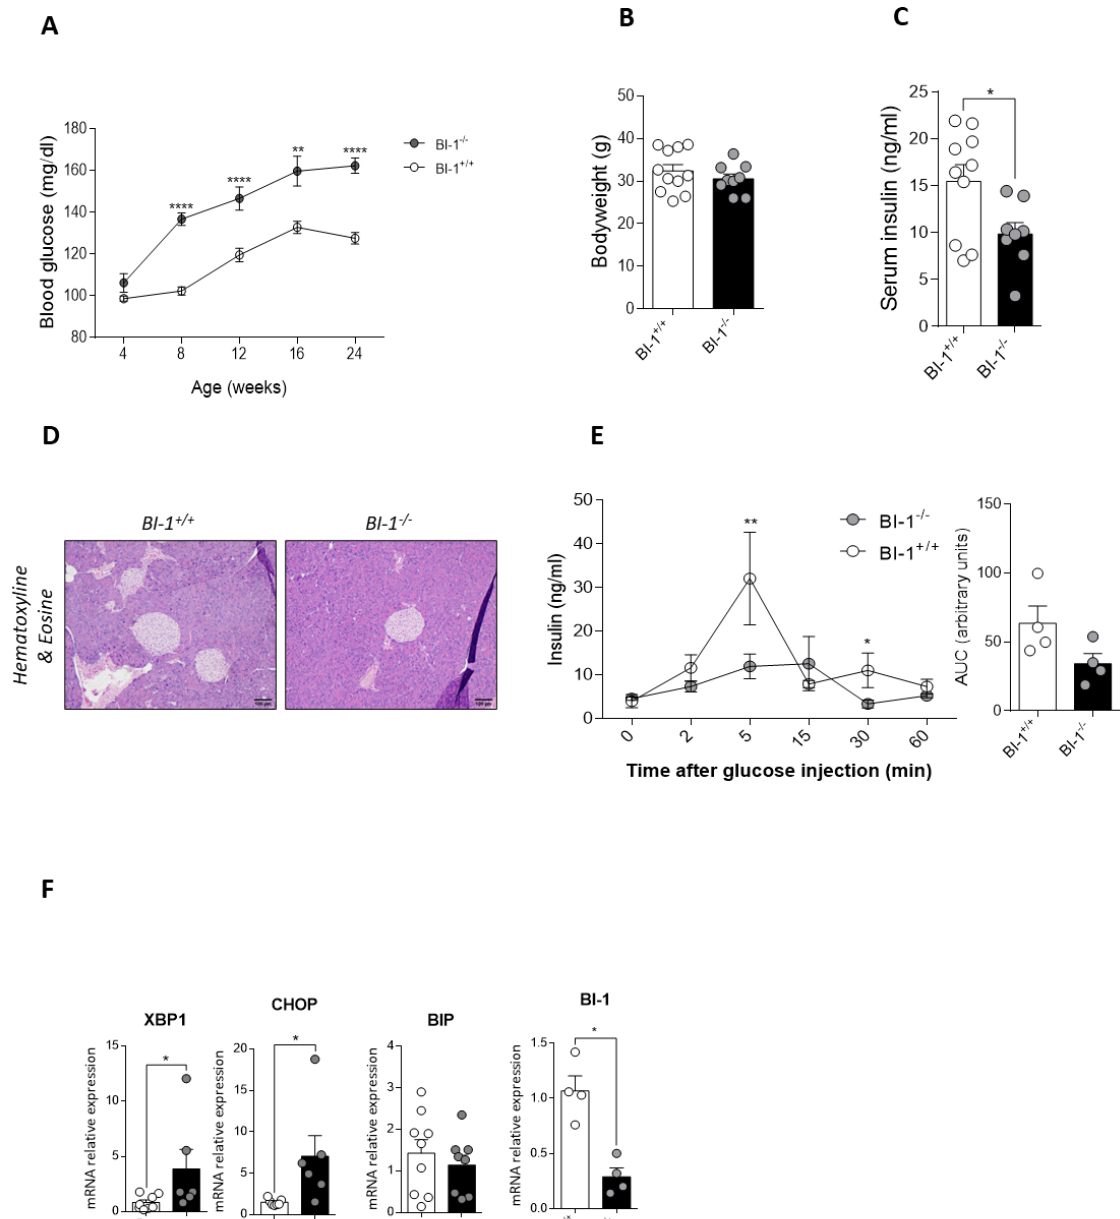 A
B
C
180
160
140
120
100
80
Blood glucose (mg/dl)
****
****
**
****
BI-1-/-
BI-1+/+
4 8 12 16 24
Age (weeks)
50
40
30
20
10
0
Bodyweight (g)
BI-1+/+
BI-1-/-
25
20
15
10
5
0
Serum insulin (ng/ml)
*
BI-1+/+
BI-1-/-
D
E
BI-1+/+
BI-1-/-
Hematoxyline
& Eosine
50
40
30
20
10
0
Insulin (ng/ml)
**
*
BI-1-/-
BI-1+/+
0 2 5 15 30 60
Time after glucose injection (min)
150
100
50
0
AUC (arbitrary units)
BI-1+/+
BI-1-/-
F
XBP1
15
10
5
0
mRNA relative expression
*
CHOP
20
15
10
5
0
mRNA relative expression
*
BIP
4
3
2
1
0
mRNA relative expression
BI-1
1.5
1.0
0.5
0.0
mRNA relative expression
*